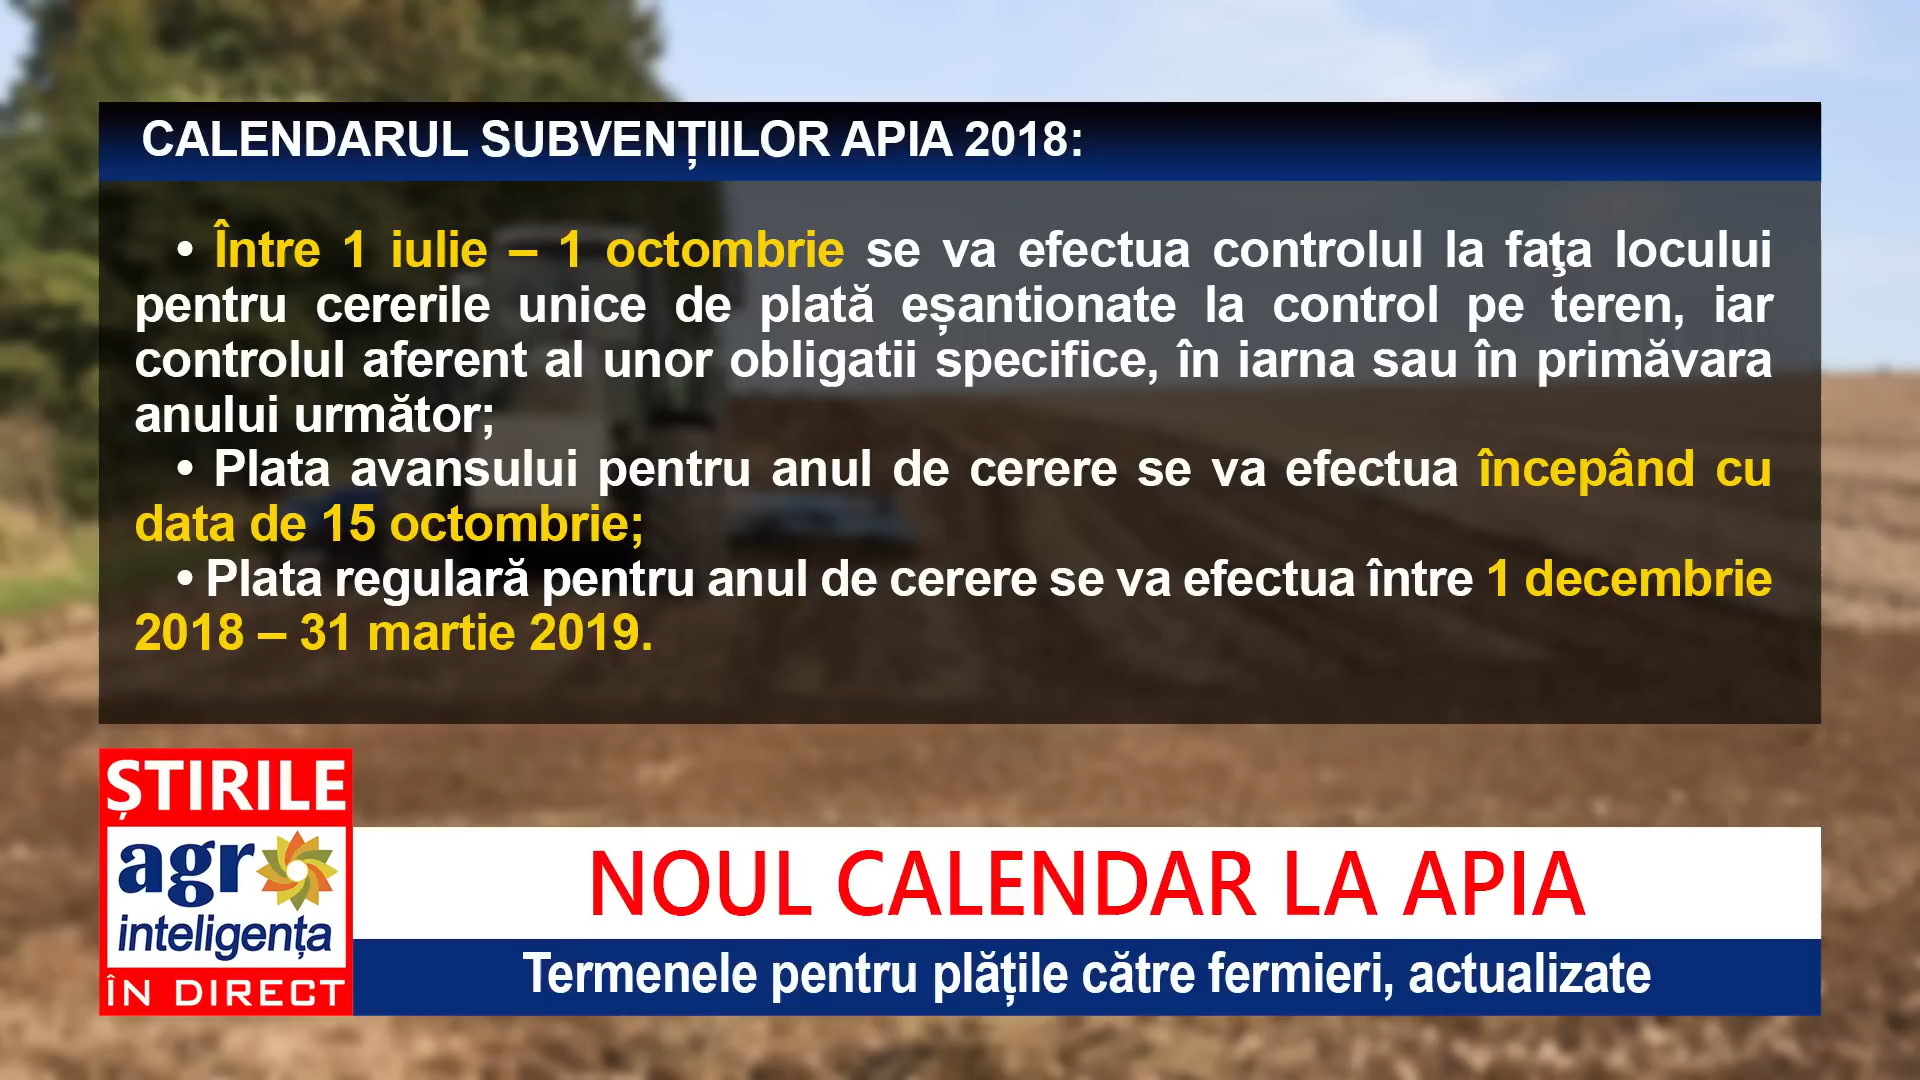 CALENDARUL SUBVENȚIILOR APIA 2018:
• Între 1 iulie – 1 octombrie se va efectua controlul la faţa locului
pentru cererile unice de plată eșantionate la control pe teren, iar
controlul aferent al unor obligatii specifice, în iarna sau în primăvara
anului următor;
• Plata avansului pentru anul de cerere se va efectua începând cu
data de 15 octombrie;
• Plata regulară pentru anul de cerere se va efectua între 1 decembrie
2018 – 31 martie 2019.
ȘTIRILE
agro
inteligența
ÎN DIRECT
NOUL CALENDAR LA APIA
Termenele pentru plățile către fermieri, actualizate